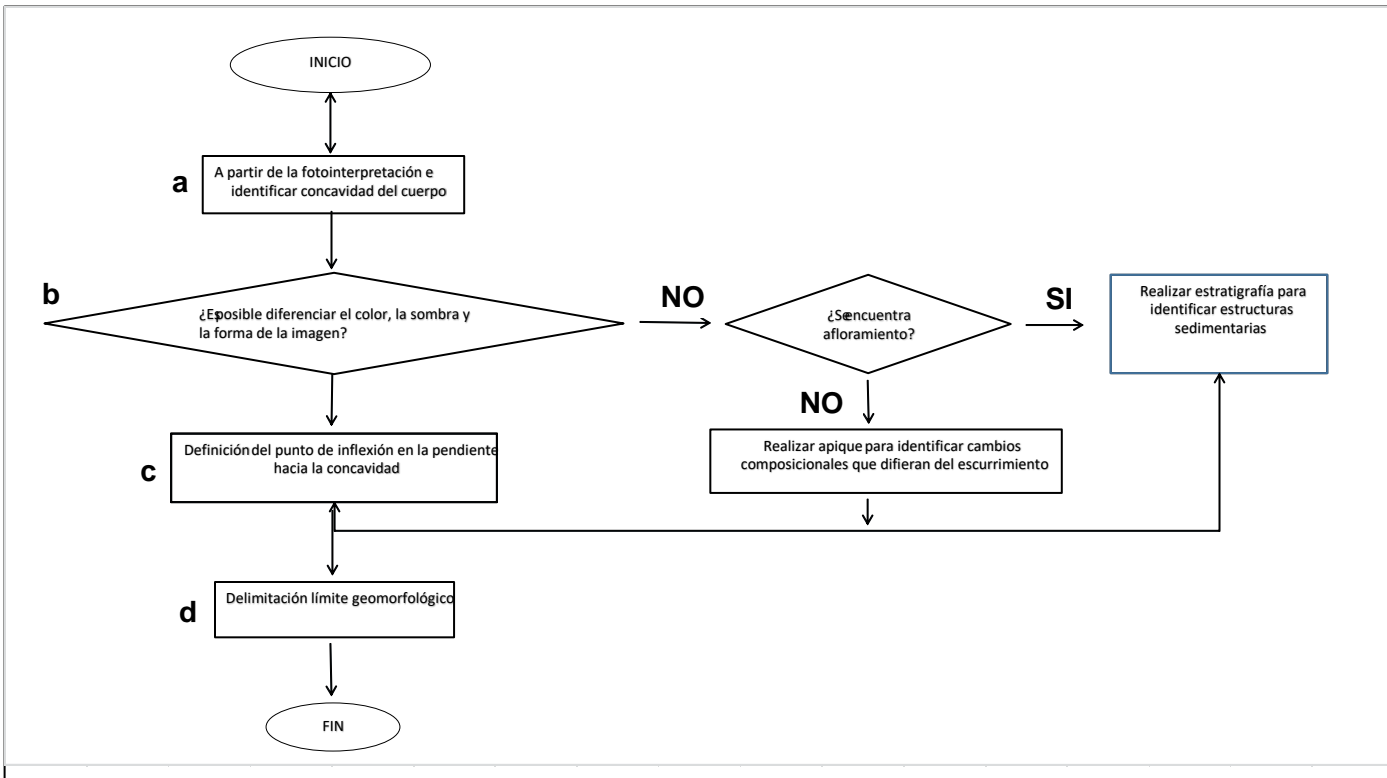 INICIO
a
A partir de la fotointerpretación e
identificar concavidad del cuerpo
b
¿Es posible diferenciar el color, la sombra y
la forma de la imagen?
NO
¿Se encuentra
afloramiento?
SI
Realizar estratigrafía para
identificar estructuras
sedimentarias
NO
c
Definición del punto de inflexión en la pendiente
hacia la concavidad
Realizar apique para identificar cambios
composicionales que difieran del escurrimiento
d
Delimitación límite geomorfológico
FIN